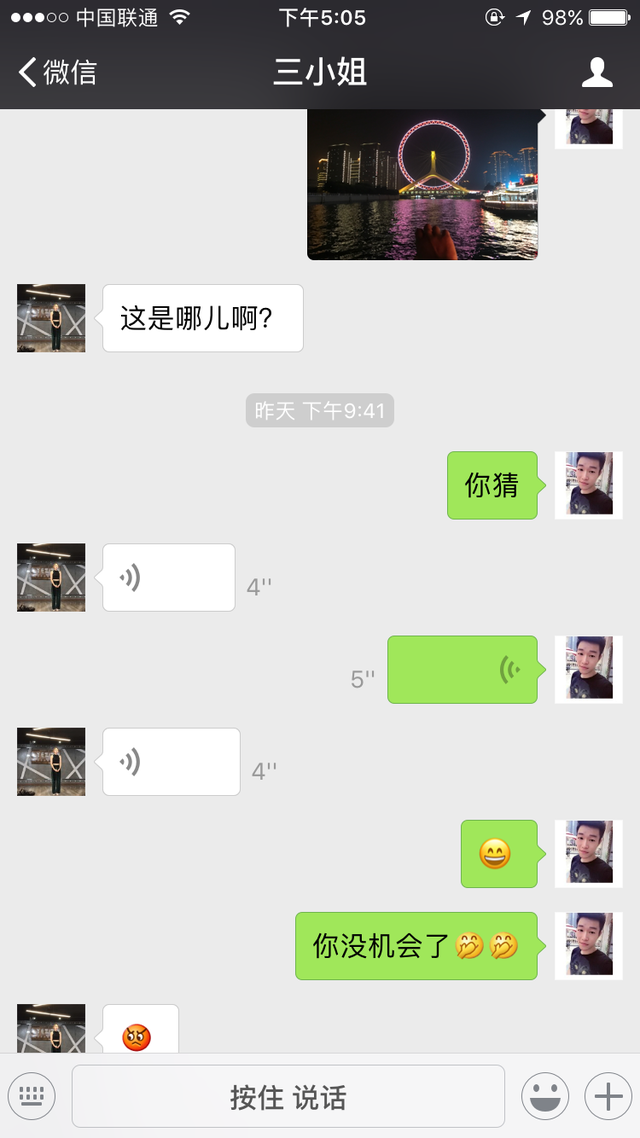 中国联通 下午5:05 98%
微信 三小姐
这是哪儿啊?
昨天 下午9:41
你猜
4''
5''
4''
你没机会了
按住 说话